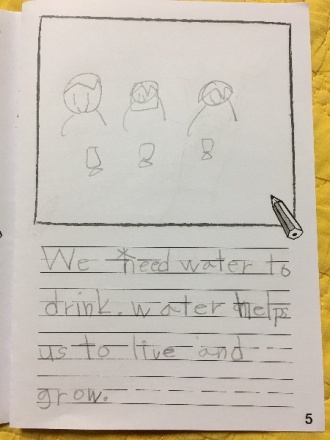 We need water to
drink. water helps
us to live and
grow.
5